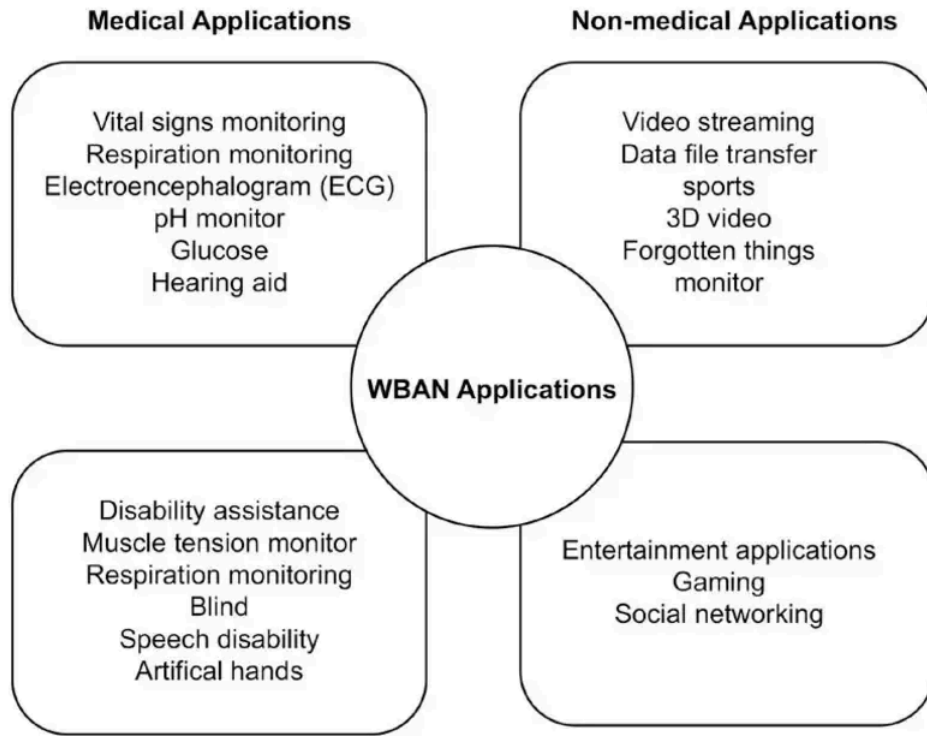 Medical Applications
Non-medical Applications
Vital signs monitoring
Respiration monitoring
Electroencephalogram (ECG)
pH monitor
Glucose
Hearing aid
Video streaming
Data file transfer
sports
3D video
Forgotten things
monitor
WBAN Applications
Disability assistance
Muscle tension monitor
Respiration monitoring
Blind
Speech disability
Artifical hands
Entertainment applications
Gaming
Social networking